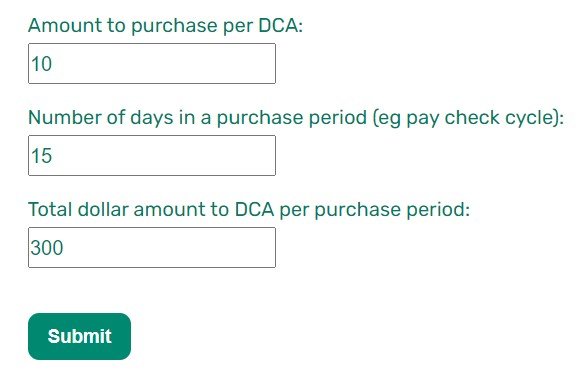 Amount to purchase per DCA:
10
Number of days in a purchase period (eg pay check cycle):
15
Total dollar amount to DCA per purchase period:
300
Submit